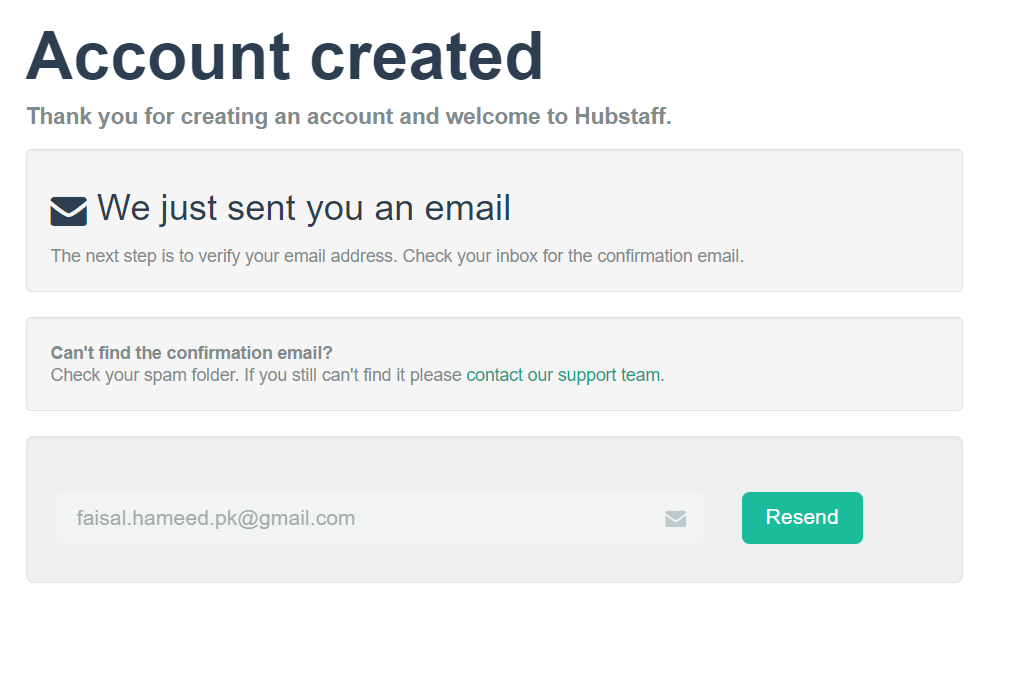 Account created
Thank you for creating an account and welcome to Hubstaff.
We just sent you an email
The next step is to verify your email address. Check your inbox for the confirmation email.
Can't find the confirmation email?
Check your spam folder. If you still can't find it please contact our support team.
faisal.hameed.pk@gmail.com
Resend